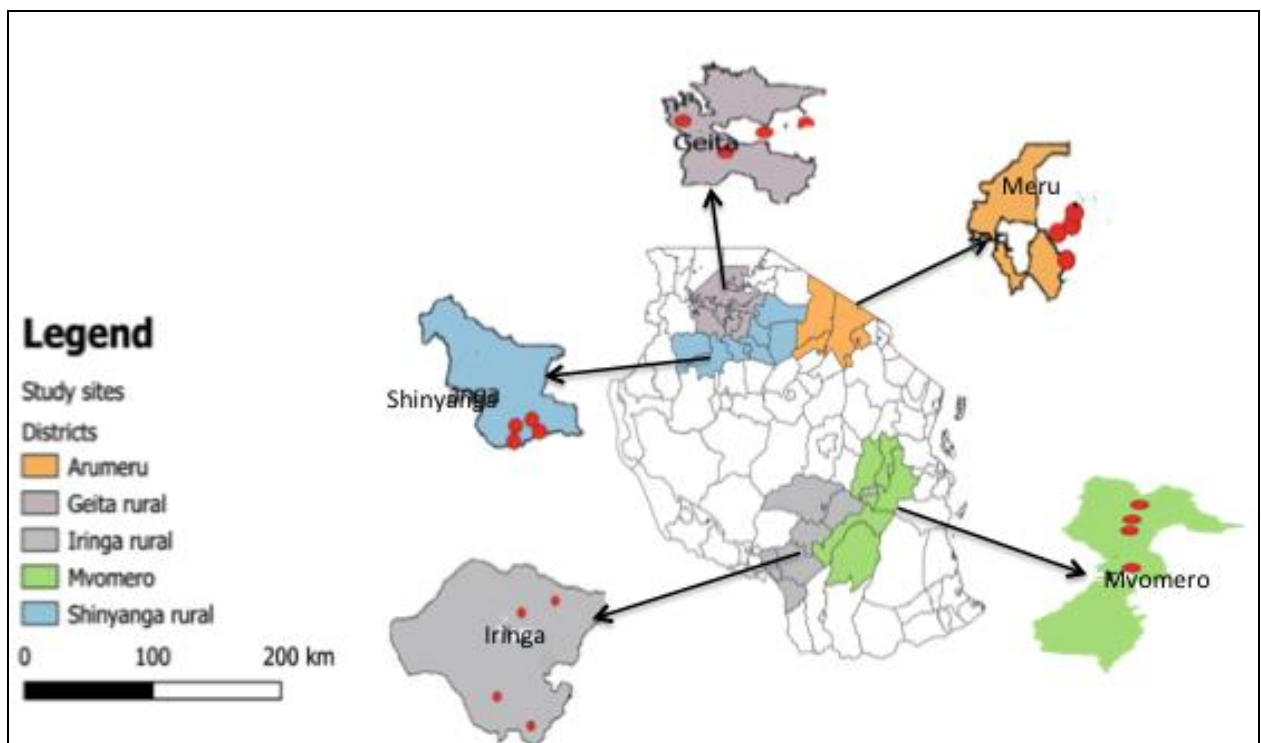 Geita
Meru
Shinyanga
Legend
Study sites
Districts
Arumeru
Geita rural
Iringa rural
Mvomero
Shinyanga rural
0 100 200 km
Iringa
Mvomero